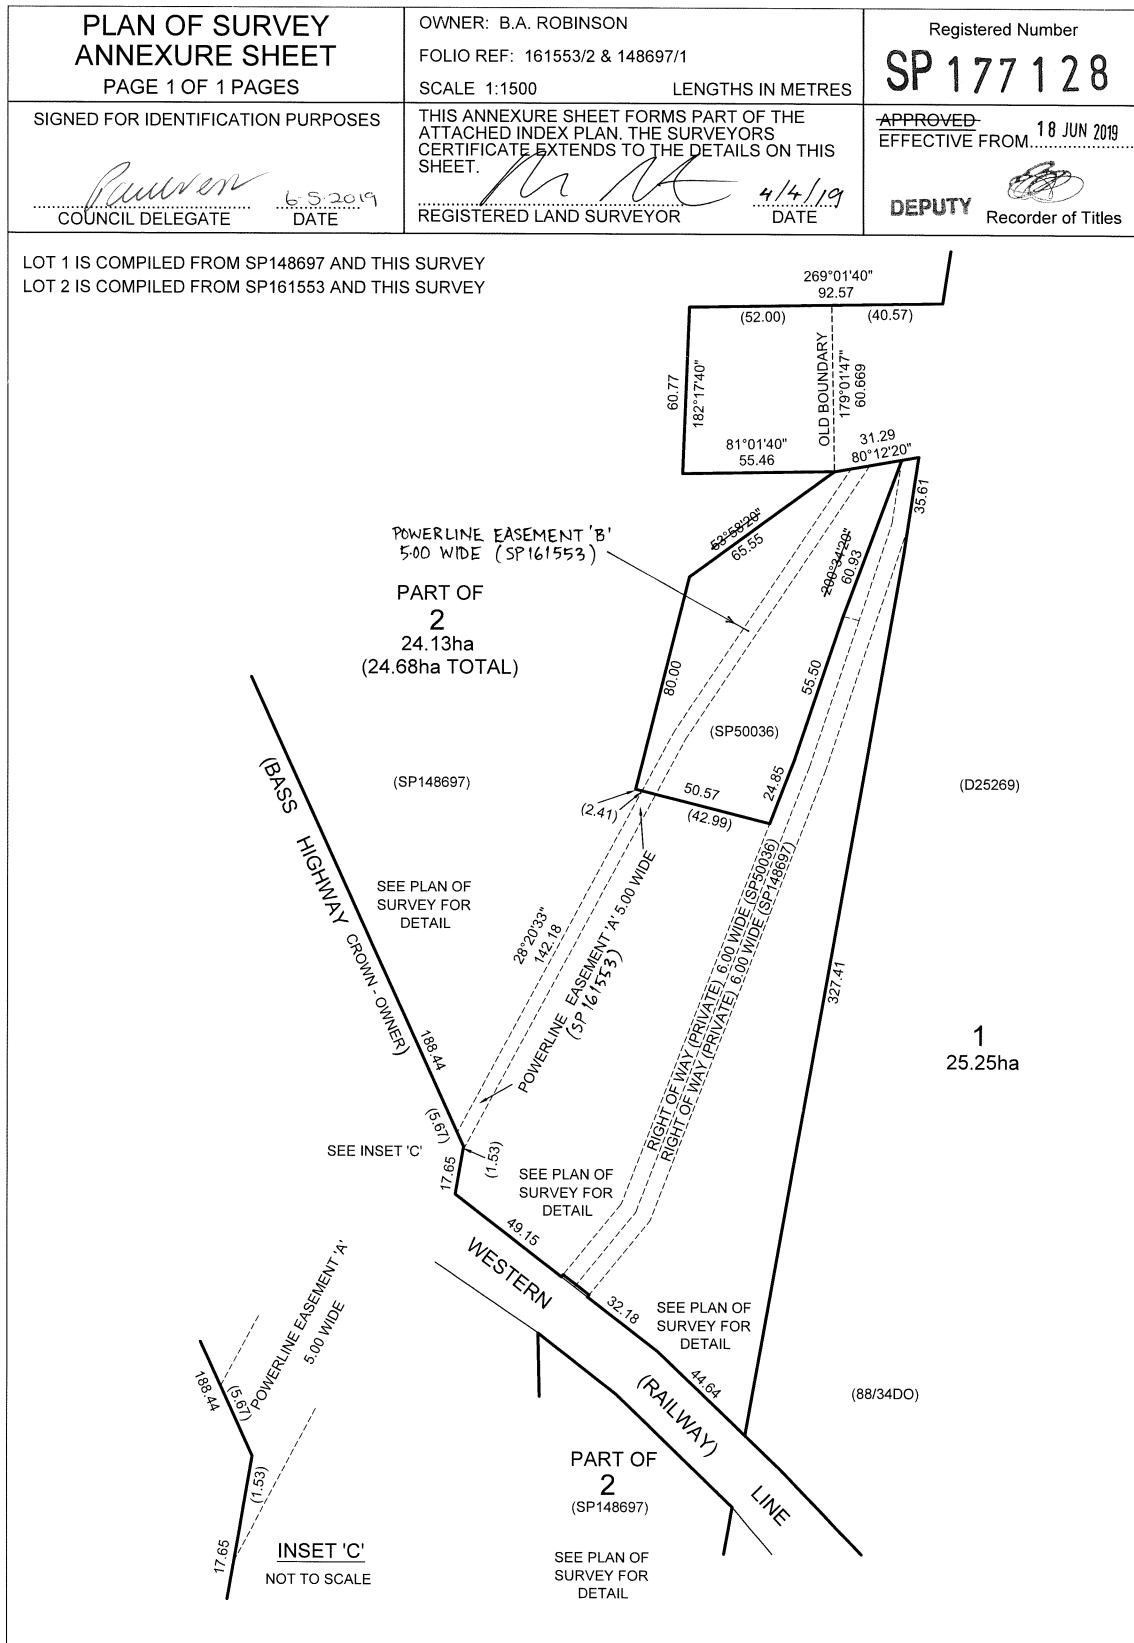 PLAN OF SURVEY
ANNEXURE SHEET
PAGE 1 OF 1 PAGES
OWNER: B.A. ROBINSON
FOLIO REF: 161553/2 & 148697/1
SCALE 1:1500 LENGTHS IN METRES
Registered Number
SP 177128
SIGNED FOR IDENTIFICATION PURPOSES
6-5-2019
COUNCIL DELEGATE DATE
THIS ANNEXURE SHEET FORMS PART OF THE
ATTACHED INDEX PLAN. THE SURVEYORS
CERTIFICATE EXTENDS TO THE DETAILS ON THIS
SHEET.
4/4/19
REGISTERED LAND SURVEYOR DATE
APPROVED
EFFECTIVE FROM 18 JUN 2019
DEPUTY Recorder of Titles
LOT 1 IS COMPILED FROM SP148697 AND THIS SURVEY
LOT 2 IS COMPILED FROM SP161553 AND THIS SURVEY
269°01'40"
92.57
(52.00) (40.57)
60.77
182°17'40"
OLD BOUNDARY
179°01'47"
60.669
81°01'40"
55.46
31.29
80°12'20"
35.61
POWERLINE EASEMENT 'B'
5.00 WIDE (SP161553)
53°58'20"
65.55
200°34'20"
60.93
PART OF
2
24.13ha
(24.68ha TOTAL)
80.00
55.50
(SP50036)
(SP148697)
(D25269)
50.57
24.85
(2.41)
(42.99)
(BASS HIGHWAY CROWN - OWNER)
SEE PLAN OF
SURVEY FOR
DETAIL
28°20'33"
142.18
POWERLINE EASEMENT 'A' 5.00 WIDE
(SP161553)
RIGHT OF WAY (PRIVATE) 6.00 WIDE (SP50036)
RIGHT OF WAY (PRIVATE) 6.00 WIDE (SP148697)
327.41
1
25.25ha
188.44
(5.67)
SEE INSET 'C'
(1.53)
17.65
SEE PLAN OF
SURVEY FOR
DETAIL
49.15
WESTERN (RAILWAY) LINE
32.18
SEE PLAN OF
SURVEY FOR
DETAIL
44.64
(88/34DO)
POWERLINE EASEMENT 'A'
5.00 WIDE
188.44
(5.67)
(1.53)
17.65
INSET 'C'
NOT TO SCALE
PART OF
2
(SP148697)
SEE PLAN OF
SURVEY FOR
DETAIL